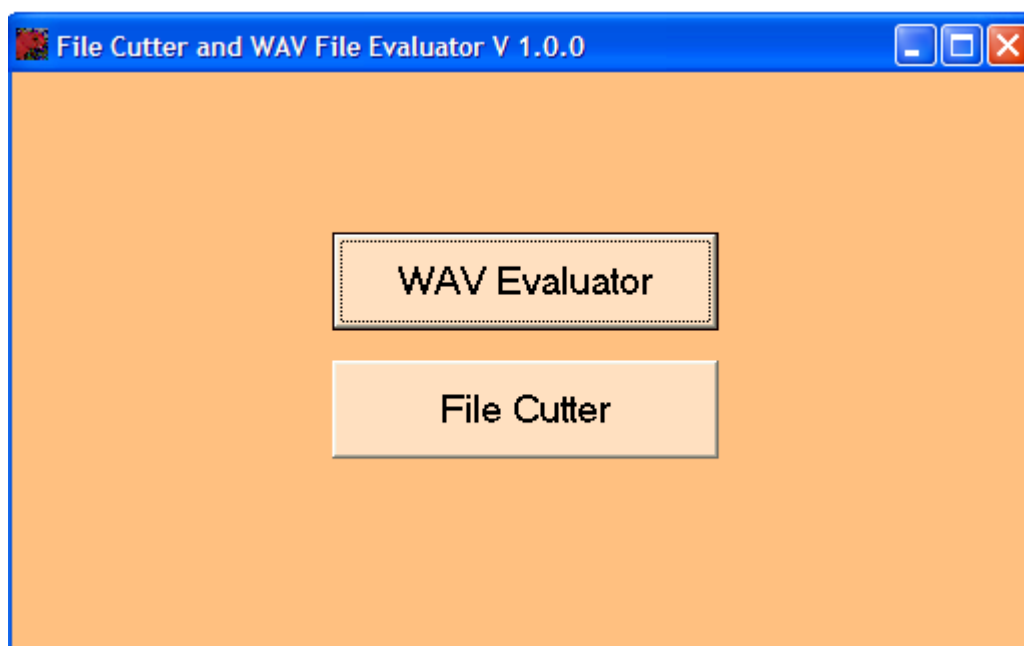 File Cutter and WAV File Evaluator V 1.0.0
WAV Evaluator
File Cutter